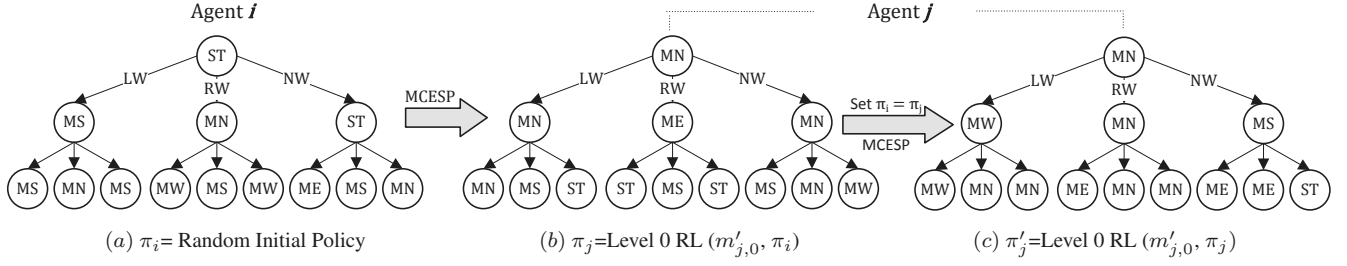 Agent i
Agent j
ST
MN
MN
LW RW NW
LW RW NW
LW RW NW
MCESP
Set πi = πj
MCESP
MS MN ST
MN ME MN
MW MN MS
MS MN MS MW MS MW ME MS MN
MN MS ST ST MS ST MS MN MW
MW MN MN ME MN MN ME ME ST
(a) πi= Random Initial Policy
(b) πj=Level 0 RL (m′j,0, πi)
(c) π′j=Level 0 RL (m′j,0, πj)